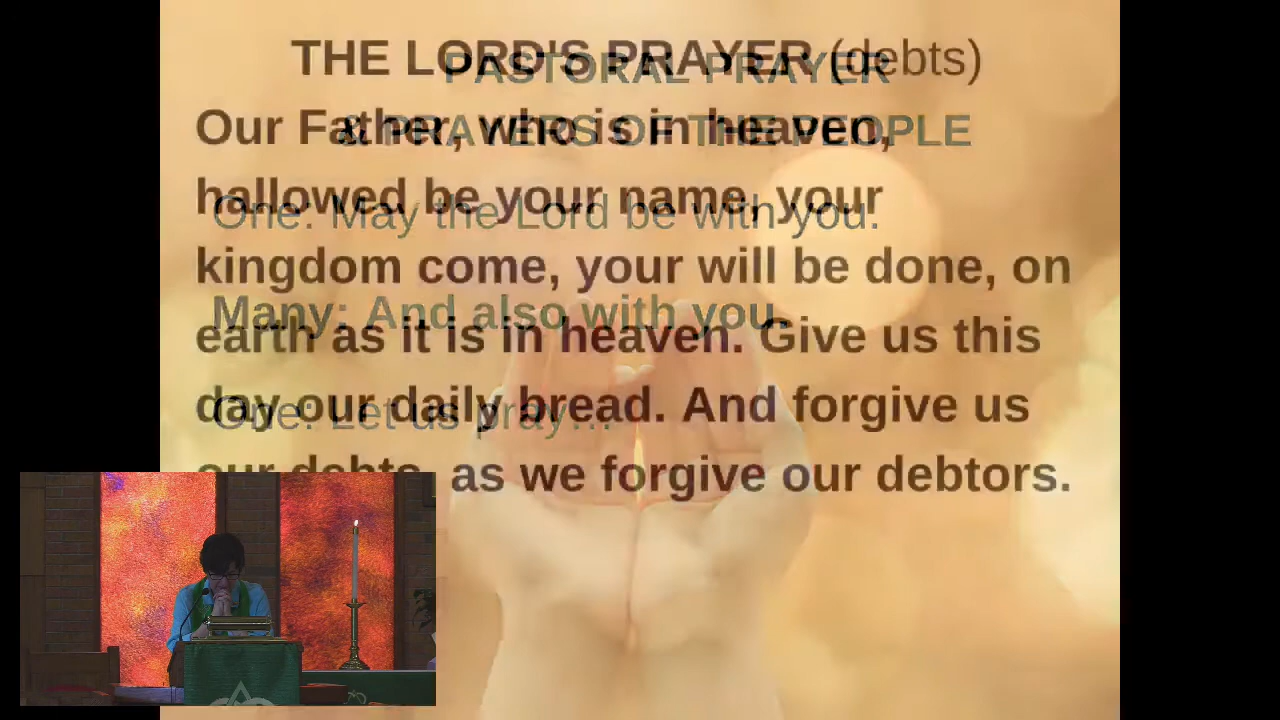 THE LORD'S PRAYER (debts)
Our Father, who is in heaven,
hallowed be your name, your
kingdom come, your will be done, on
earth as it is in heaven. Give us this
day our daily bread. And forgive us
our debts, as we forgive our debtors.
PASTORAL PRAYER
& PRAYERS OF THE PEOPLE
One: May the Lord be with you.
Many: And also with you.
One: Let us pray...